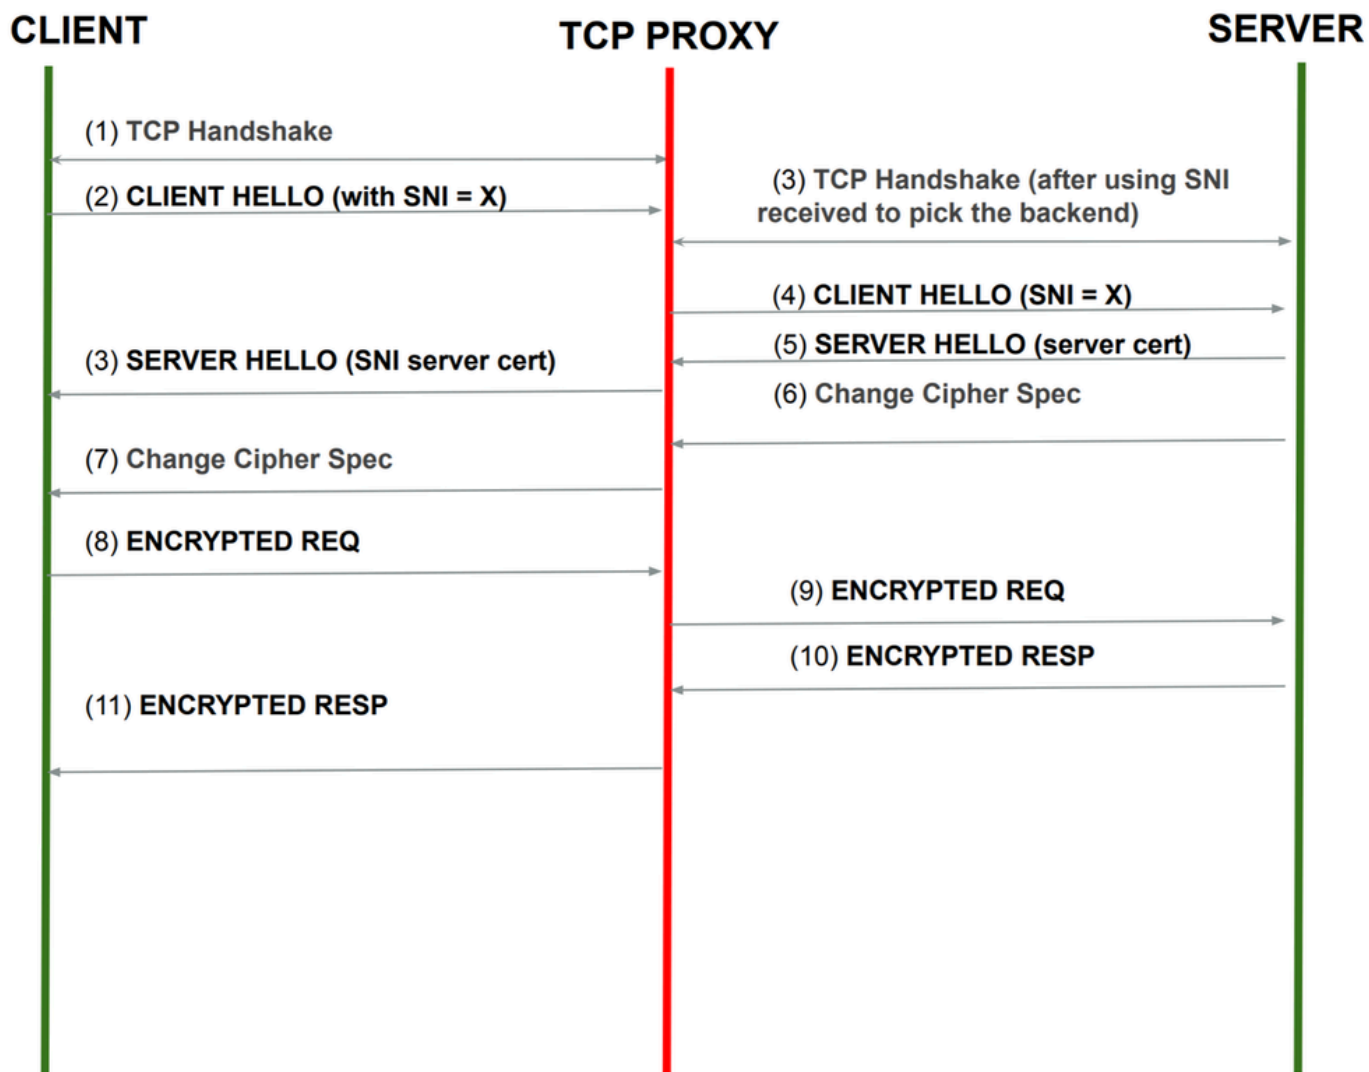 CLIENT
TCP PROXY
SERVER
(1) TCP Handshake
(2) CLIENT HELLO (with SNI = X)
(3) TCP Handshake (after using SNI
received to pick the backend)
(4) CLIENT HELLO (SNI = X)
(5) SERVER HELLO (server cert)
(3) SERVER HELLO (SNI server cert)
(6) Change Cipher Spec
(7) Change Cipher Spec
(8) ENCRYPTED REQ
(9) ENCRYPTED REQ
(10) ENCRYPTED RESP
(11) ENCRYPTED RESP